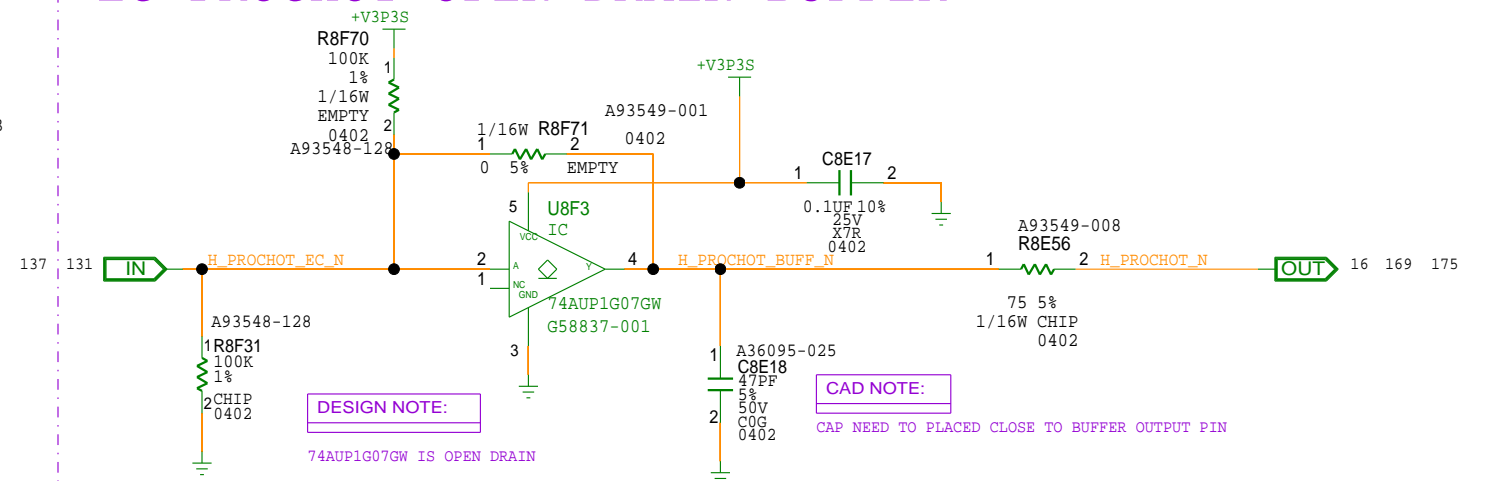 +V3P3S
R8F70
100K
1%
1/16W
EMPTY
0402
A93548-128
1
2
1/16W R8F71
1 2
0 5% EMPTY
A93549-001
0402
+V3P3S
C8E17
1 2
0.1UF 10%
25V
X7R
0402
5 U8F3
IC
VCC
2 A Y 4
1 NC
GND
74AUP1G07GW
G58837-001
3
137 131 IN H_PROCHOT_EC_N
H_PROCHOT_BUFF_N
A93549-008
R8E56
1 2 H_PROCHOT_N OUT 16 169 175
75 5%
1/16W CHIP
0402
A93548-128
1 R8F31
100K
1%
2 CHIP
0402
1 A36095-025
C8E18
47PF
5%
50V
2 C0G
0402
DESIGN NOTE:
74AUP1G07GW IS OPEN DRAIN
CAD NOTE:
CAP NEED TO PLACED CLOSE TO BUFFER OUTPUT PIN